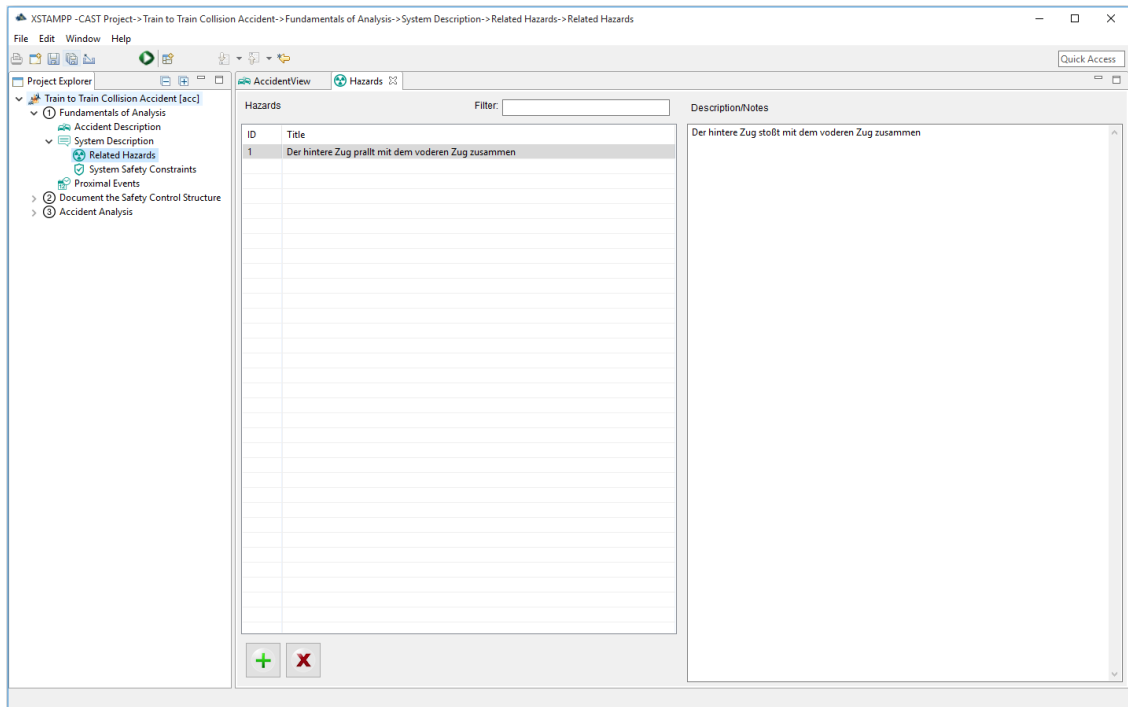 XSTAMPP -CAST Project->Train to Train Collision Accident->Fundamentals of Analysis->System Description->Related Hazards->Related Hazards
File Edit Window Help
Quick Access
Project Explorer
AccidentView
Hazards
Train to Train Collision Accident [acc]
1 Fundamentals of Analysis
Accident Description
System Description
Related Hazards
System Safety Constraints
Proximal Events
2 Document the Safety Control Structure
3 Accident Analysis
Hazards
Filter:
ID Title
1 Der hintere Zug prallt mit dem voderen Zug zusammen
Description/Notes
Der hintere Zug stoßt mit dem voderen Zug zusammen